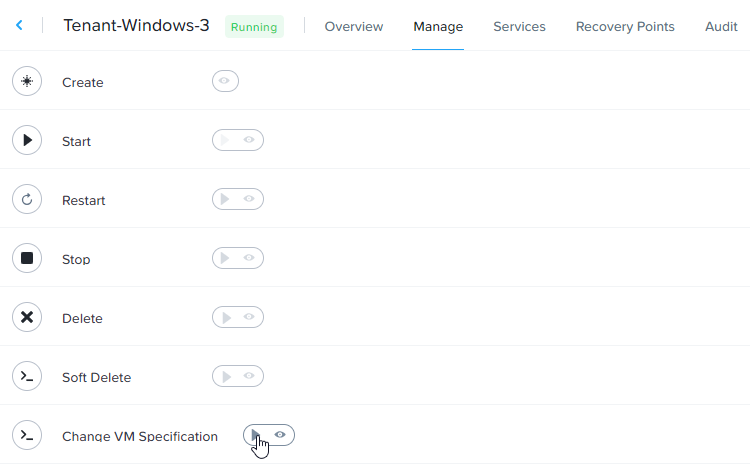 Tenant-Windows-3 Running Overview Manage Services Recovery Points Audit
Create
Start
Restart
Stop
Delete
Soft Delete
Change VM Specification